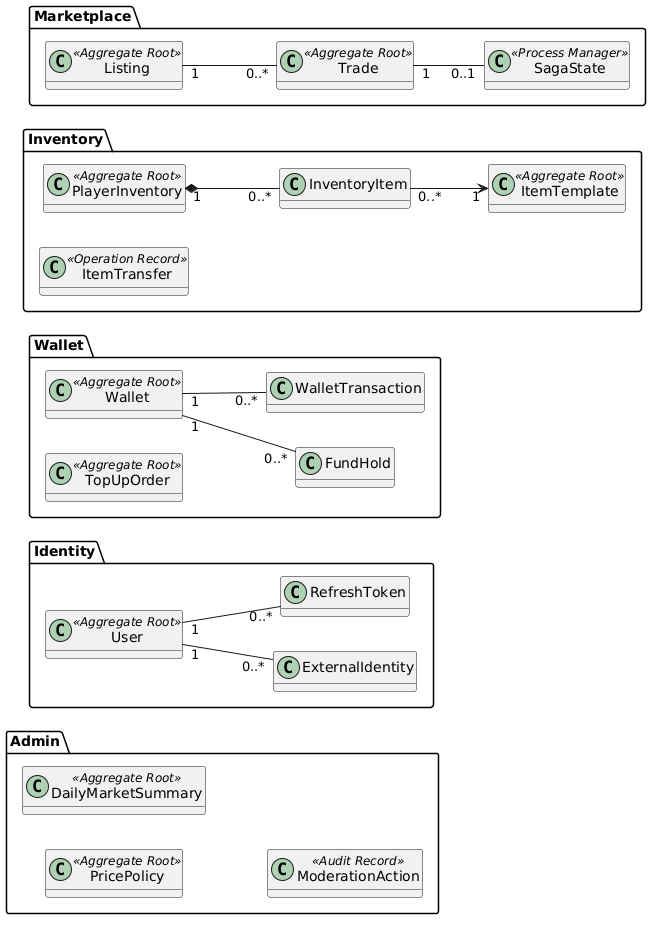 Marketplace
C «Aggregate Root» Listing
1 0..*
C «Aggregate Root» Trade
1 0..1
C «Process Manager» SagaState
Inventory
C «Aggregate Root» PlayerInventory
1 0..*
C InventoryItem
0..* 1
C «Aggregate Root» ItemTemplate
C «Operation Record» ItemTransfer
Wallet
C «Aggregate Root» Wallet
1 0..*
C WalletTransaction
1
0..*
C FundHold
C «Aggregate Root» TopUpOrder
Identity
C RefreshToken
C «Aggregate Root» User
1 0..*
1 0..*
C ExternalIdentity
Admin
C «Aggregate Root» DailyMarketSummary
C «Aggregate Root» PricePolicy
C «Audit Record» ModerationAction